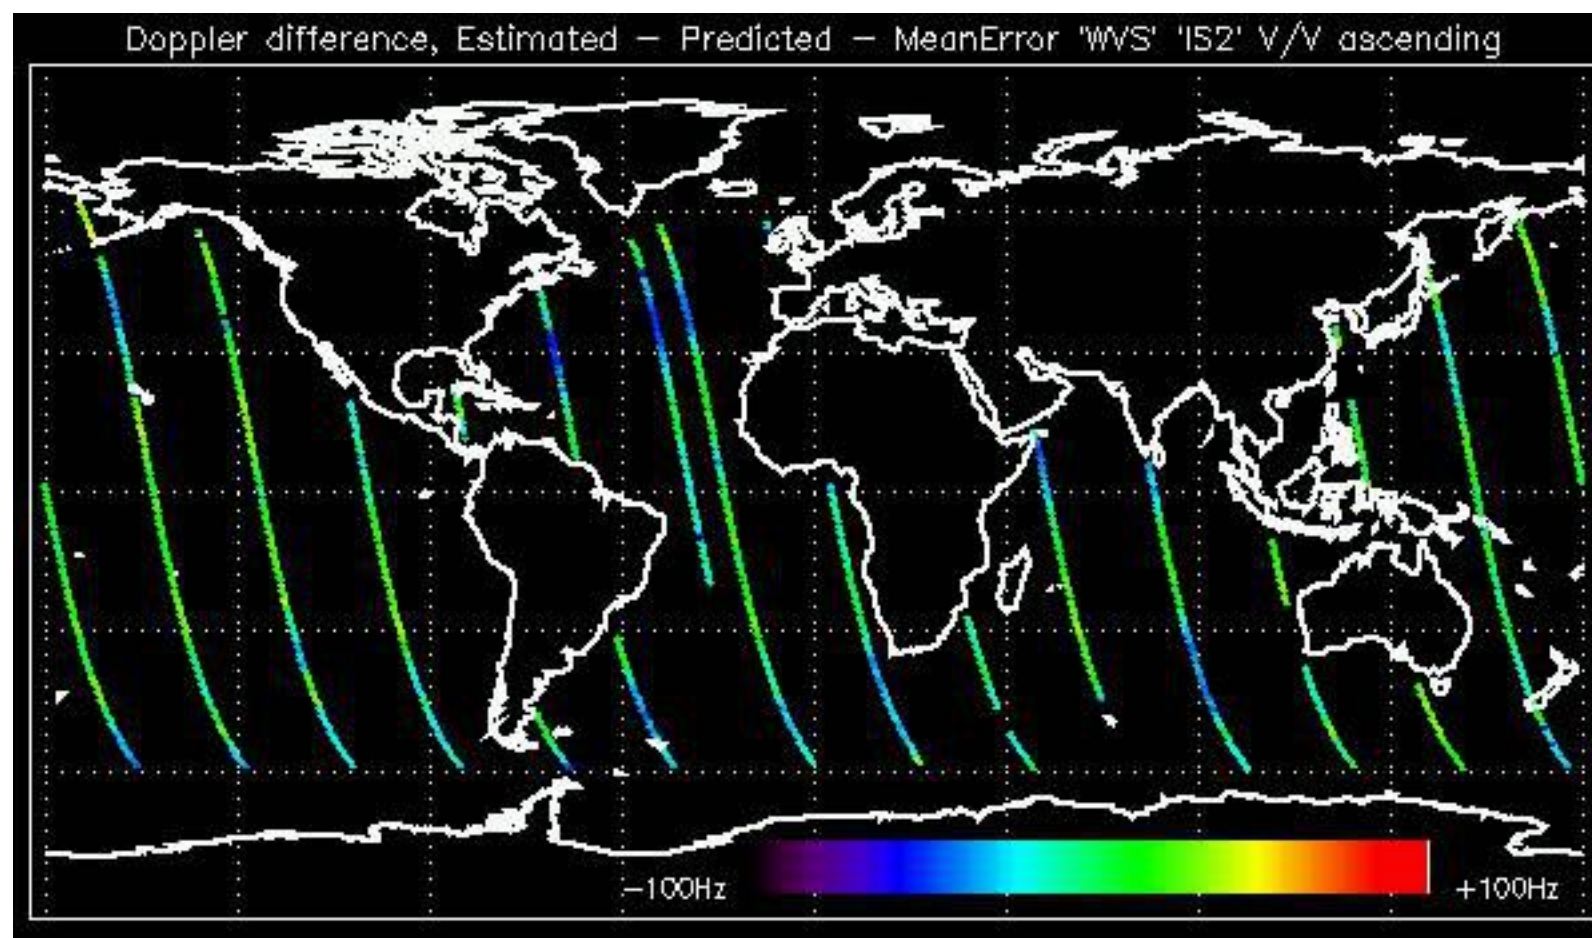 Doppler difference, Estimated − Predicted − MeanError 'WVS' 'IS2' V/V ascending
−100Hz +100Hz